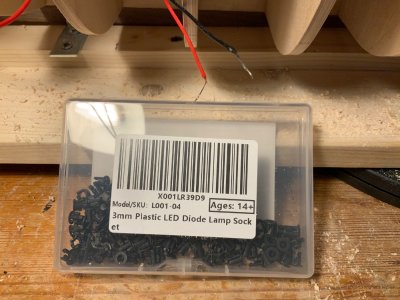 X001LR39D9
Model/SKU: L001-04 Ages: 14+
3mm Plastic LED Diode Lamp Sock
et